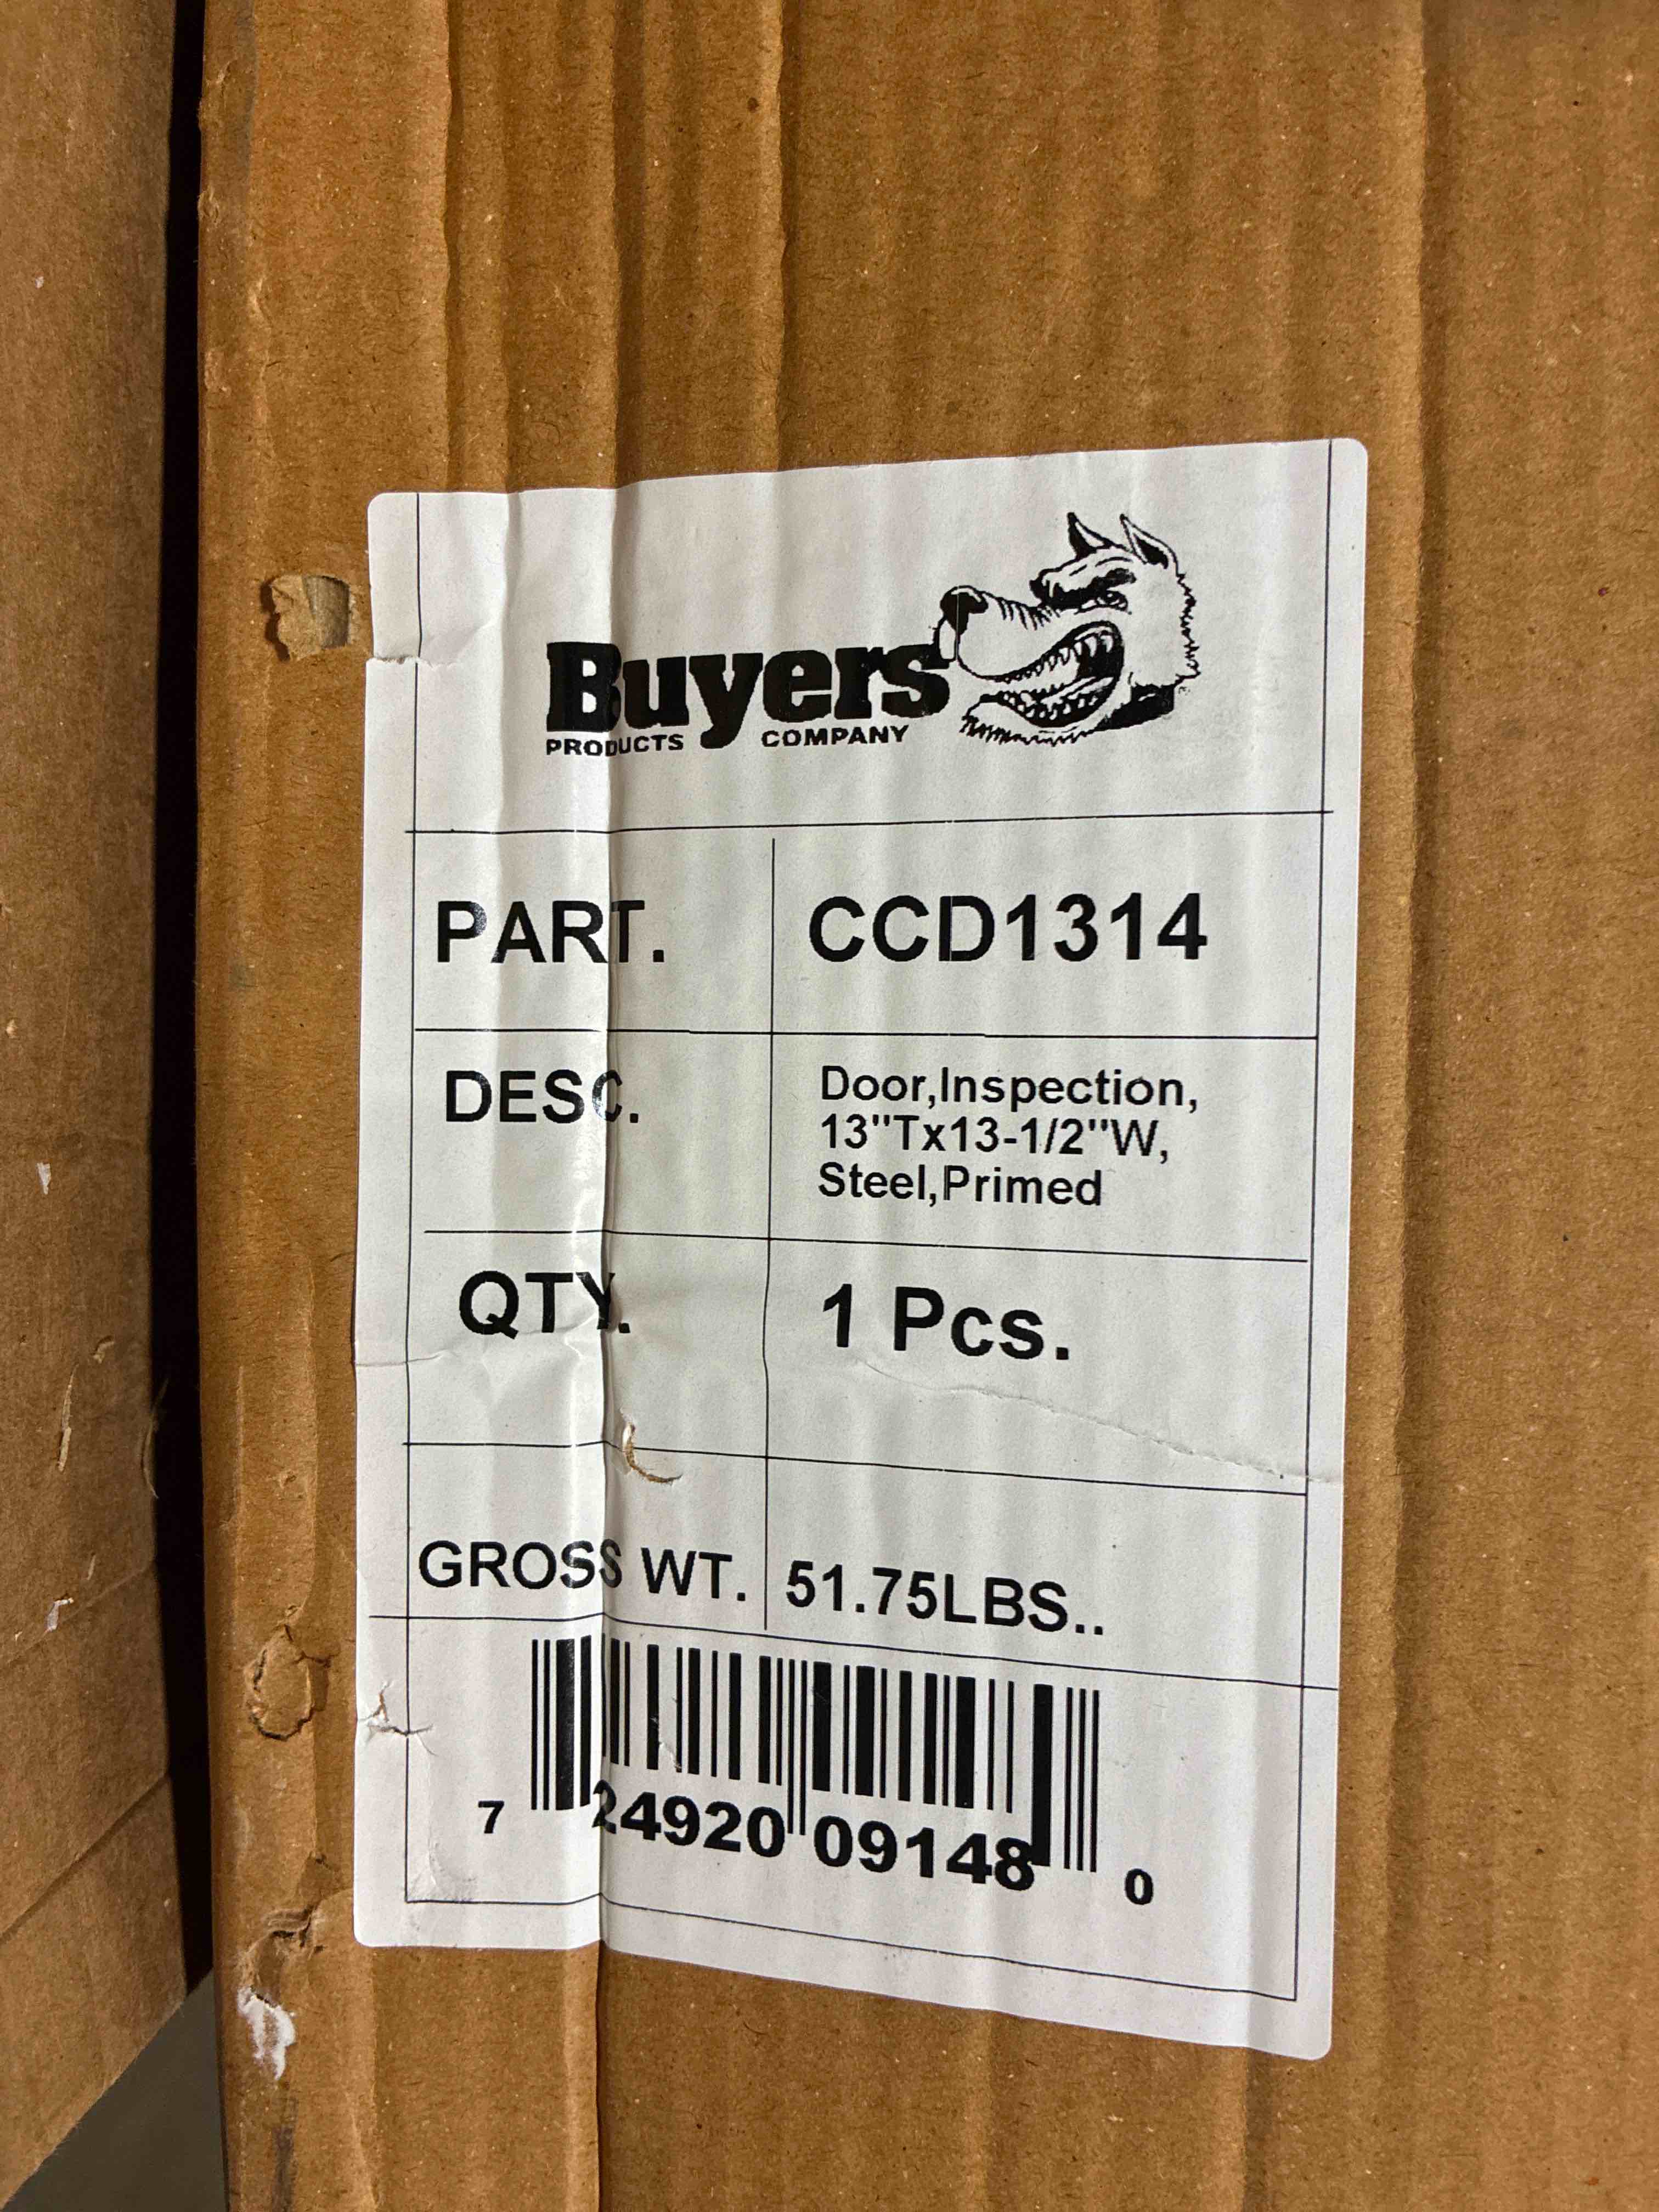 Buyers
PRODUCTS COMPANY
PART. CCD1314
DESC. Door,Inspection,
13"Tx13-1/2"W,
Steel,Primed
QTY. 1 Pcs.
GROSS WT. 51.75LBS..
7 24920 09148 0